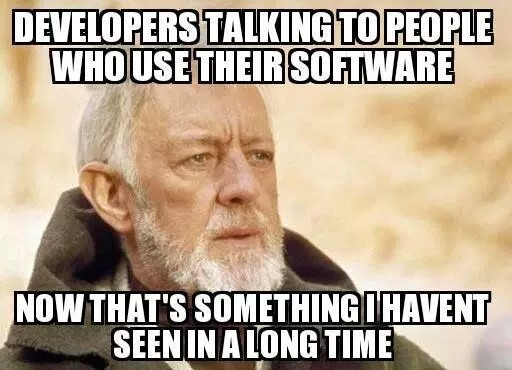 DEVELOPERS TALKING TO PEOPLE
WHO USE THEIR SOFTWARE
NOW THAT'S SOMETHING I HAVENT
SEEN IN A LONG TIME